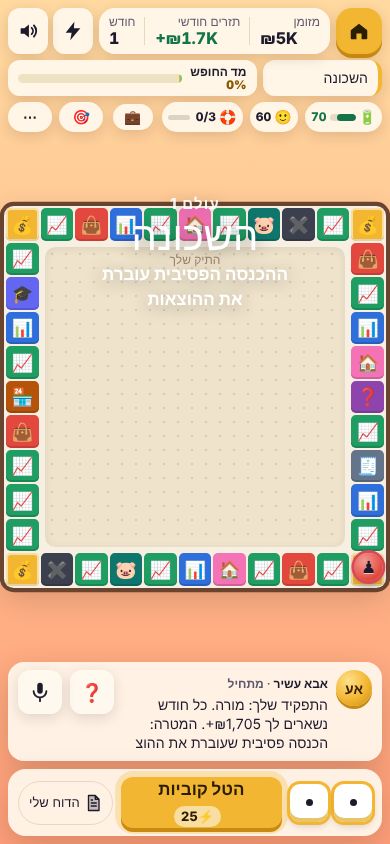 מזומן
₪5K
תזרים חודשי
+₪1.7K
חודש
1
השכונה
מד החופש
0%
70
60
0/3
...
עולם 1
השכונה
התיק שלך
ההכנסה הפסיבית עוברת
את ההוצאות
אע
אבא עשיר · מתחיל
התפקיד שלך: מורה. כל חודש
נשארים לך ₪1,705+. המטרה:
הכנסה פסיבית שעוברת את ההוצ
הטל קוביות
25⚡
הדוח שלי